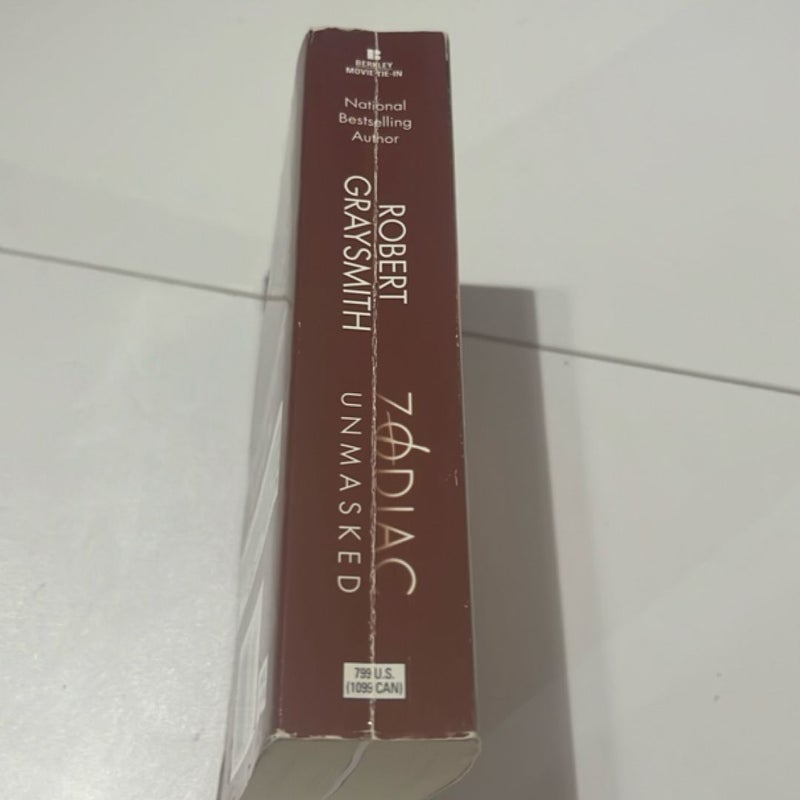 BERKLEY
MOVIE TIE-IN
National
Bestselling
Author
ROBERT
GRAYSMITH
ZODIAC
UNMASKED
799 U.S.
(1099 CAN)